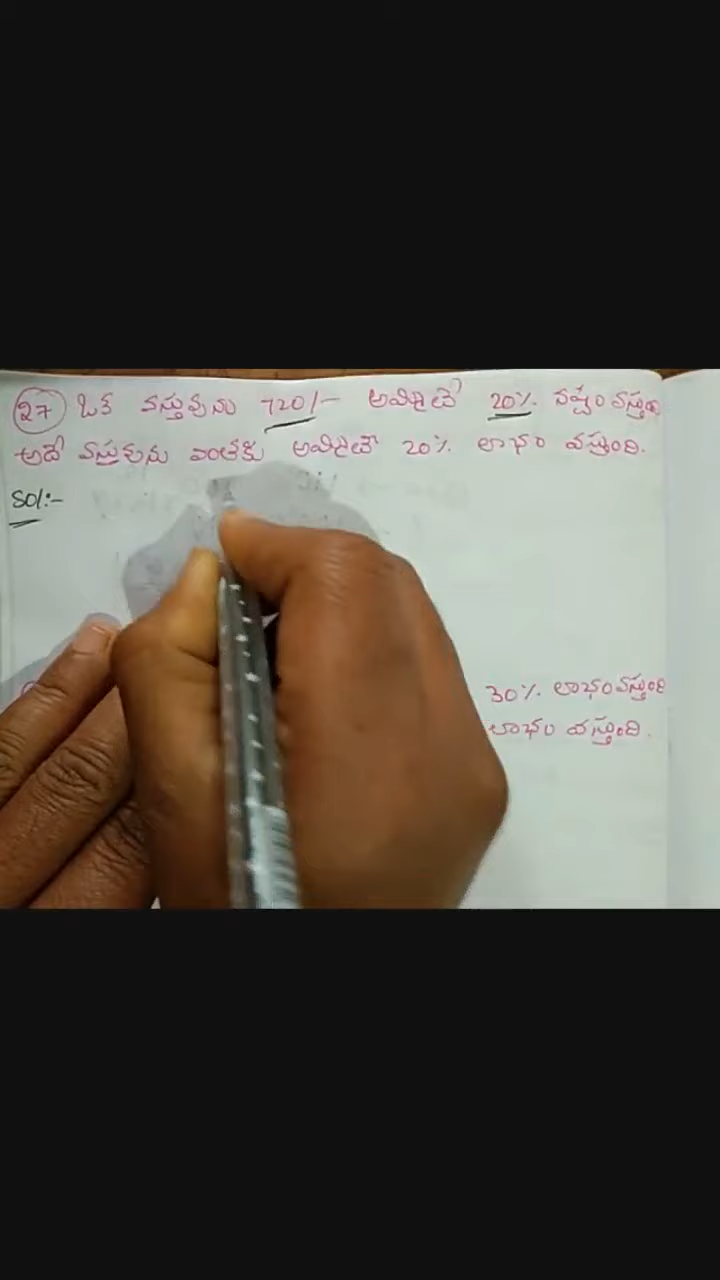 27 ఒక వస్తువును 720/- అమ్మితే 20% నష్టం వస్తుంది
అదే వస్తువును ఎంతకు అమ్మితే 20% లాభం వస్తుంది.
Sol:-
30% లాభం వస్తుంది
లాభం వస్తుంది.